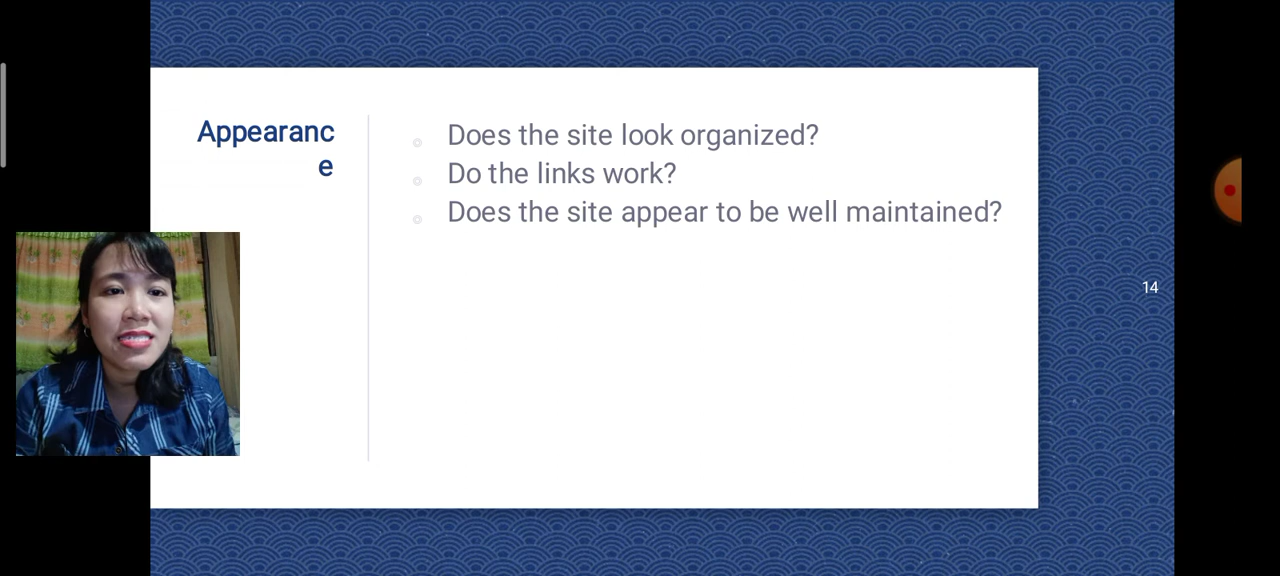 Appearanc
e
Does the site look organized?
Do the links work?
Does the site appear to be well maintained?
14